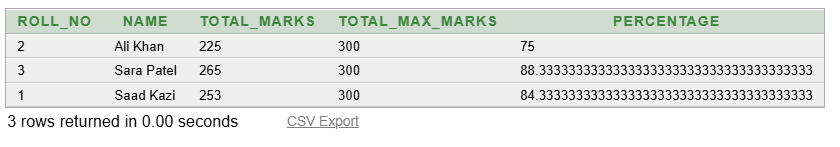 ROLL_NO NAME TOTAL_MARKS TOTAL_MAX_MARKS PERCENTAGE
2 Ali Khan 225 300 75
3 Sara Patel 265 300 88.3333333333333333333333333333333333333
1 Saad Kazi 253 300 84.3333333333333333333333333333333333333
3 rows returned in 0.00 seconds CSV Export